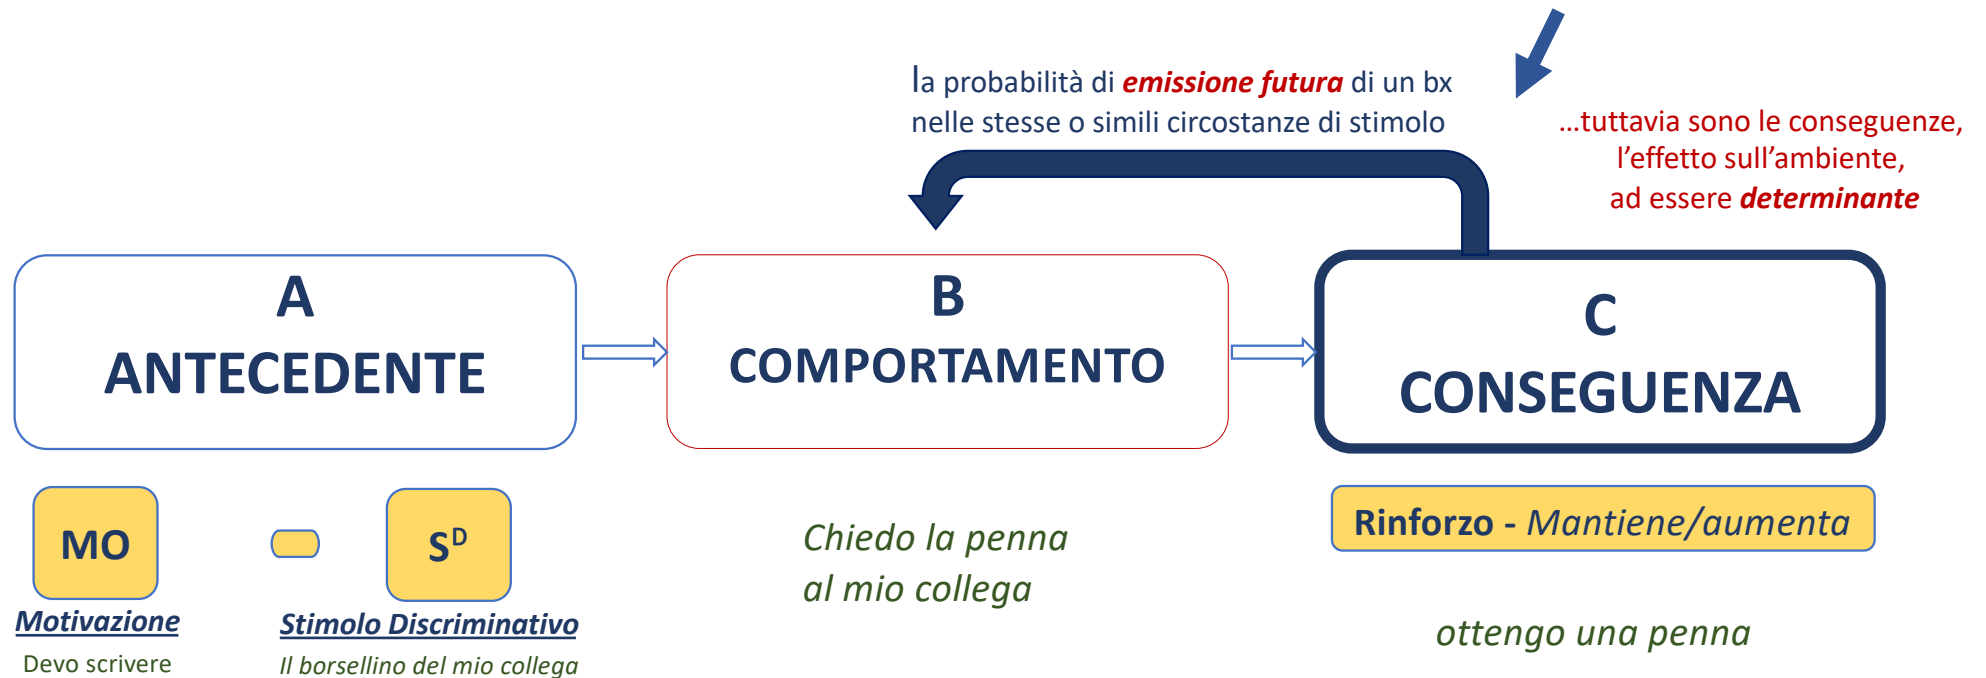 la probabilità di emissione futura di un bx
nelle stesse o simili circostanze di stimolo
...tuttavia sono le conseguenze,
l'effetto sull'ambiente,
ad essere determinante
A
ANTECEDENTE
B
COMPORTAMENTO
C
CONSEGUENZA
MO
S^D
Motivazione
Devo scrivere
Stimolo Discriminativo
Il borsellino del mio collega
Chiedo la penna
al mio collega
Rinforzo - Mantiene/aumenta
ottengo una penna